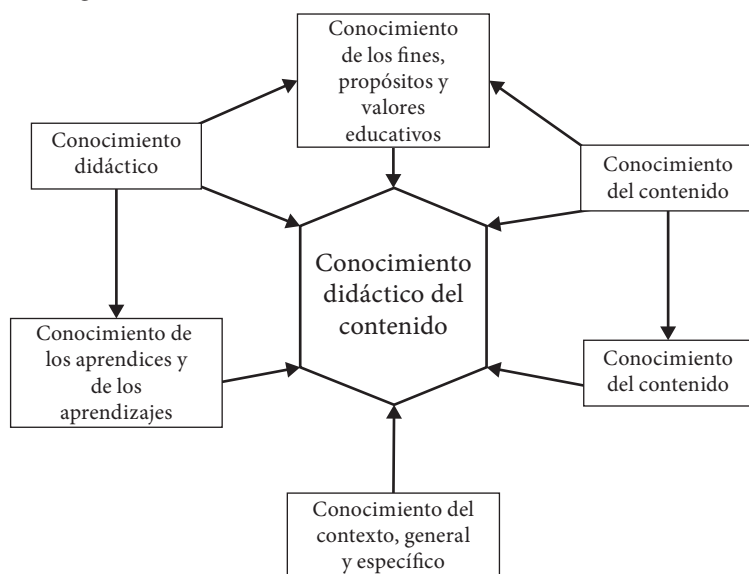 Conocimiento
de los fines,
propósitos y
valores
educativos
Conocimiento
didáctico
Conocimiento
del contenido
Conocimiento
didáctico del
contenido
Conocimiento de
los aprendices y
de los
aprendizajes
Conocimiento
del contenido
Conocimiento del
contexto, general
y específico